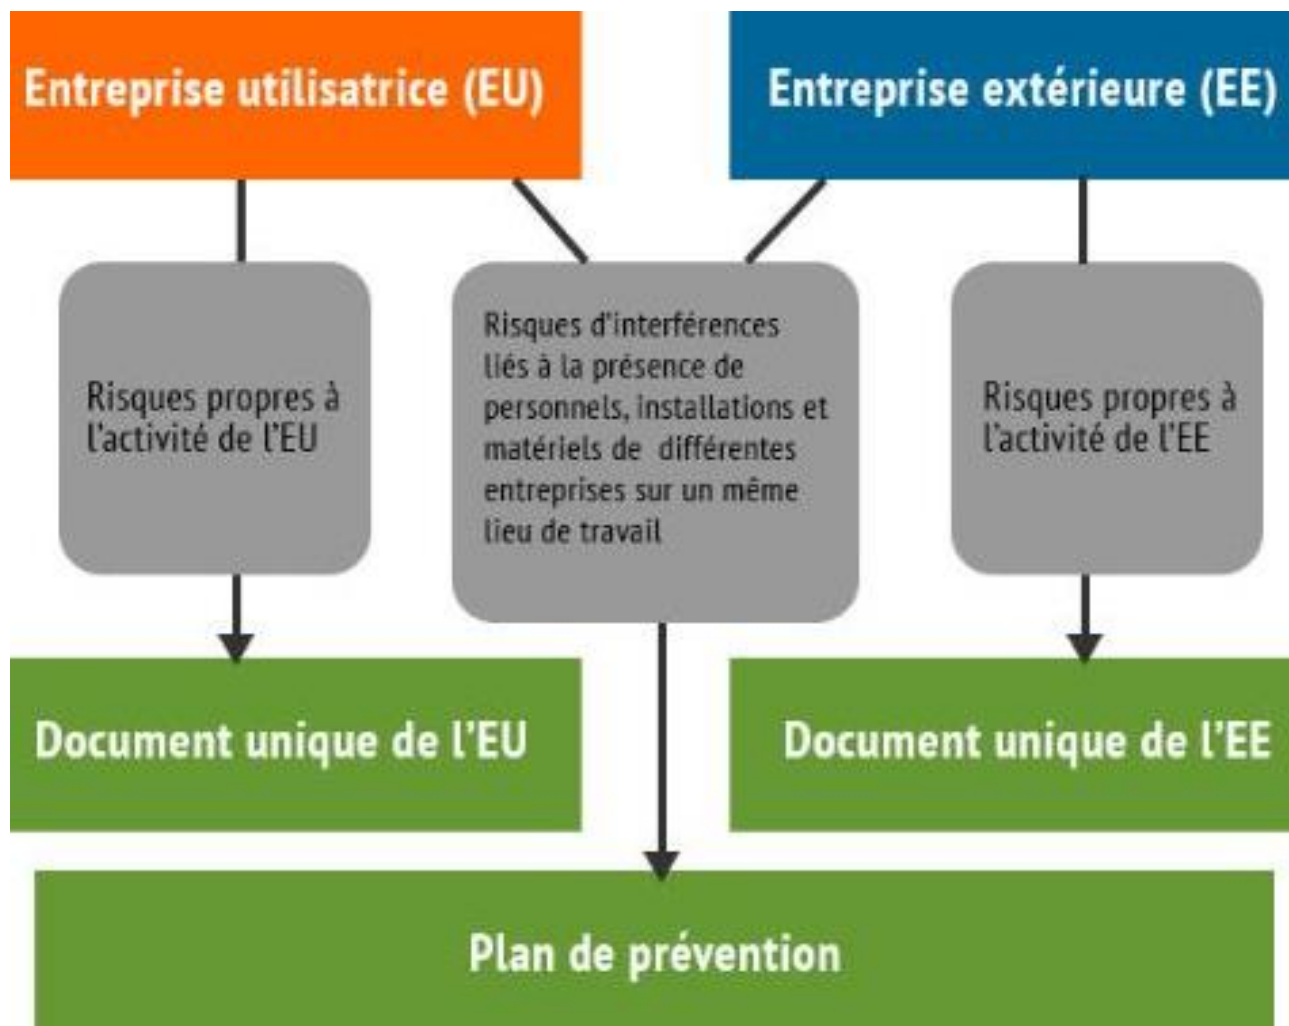 Entreprise utilisatrice (EU)
Entreprise extérieure (EE)
Risques propres à
l'activité de l'EU
Risques d'interférences
liés à la présence de
personnels, installations et
matériels de différentes
entreprises sur un même
lieu de travail
Risques propres à
l'activité de l'EE
Document unique de l'EU
Document unique de l'EE
Plan de prévention